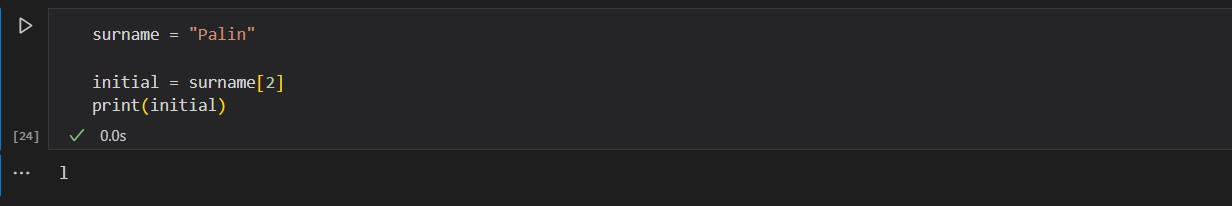 surname = "Palin"
initial = surname[2]
print(initial)
[24]
0.0s
l